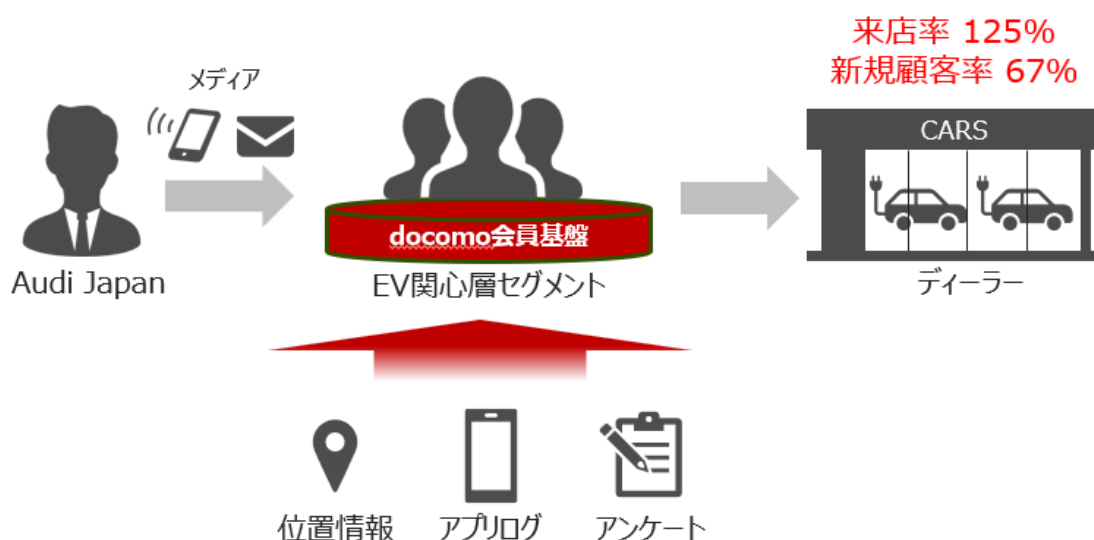 来店率 125%
新規顧客率 67%
メディア
CARS
docomo会員基盤
Audi Japan
EV関心層セグメント
ディーラー
位置情報
アプリログ
アンケート